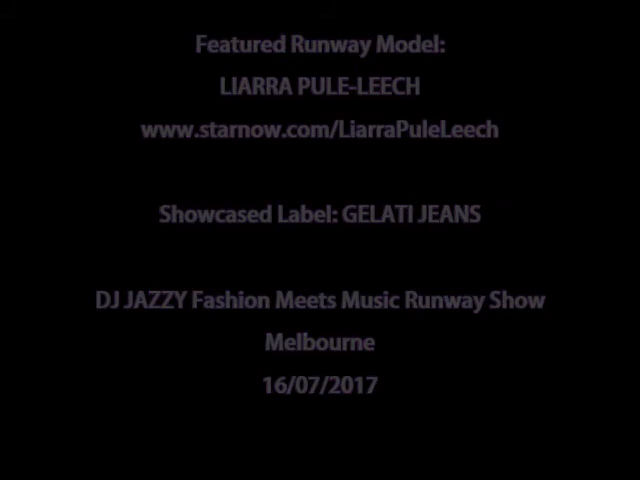 Featured Runway Model:
LIARRA PULE-LEECH
www.starnow.com/LiarraPuleLeech
Showcased Label: GELATI JEANS
DJ JAZZY Fashion Meets Music Runway Show
Melbourne
16/07/2017